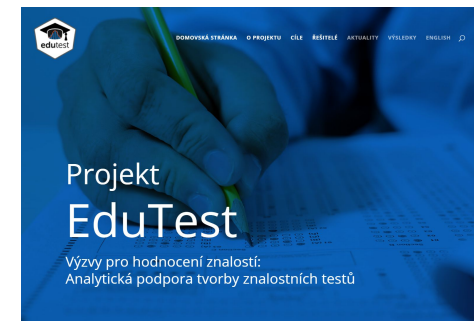 edutest
DOMOVSKÁ STRÁNKA O PROJEKTU CÍLE ŘEŠITELÉ AKTUALITY VÝSLEDKY ENGLISH
Projekt
EduTest
Výzvy pro hodnocení znalostí:
Analytická podpora tvorby znalostních testů